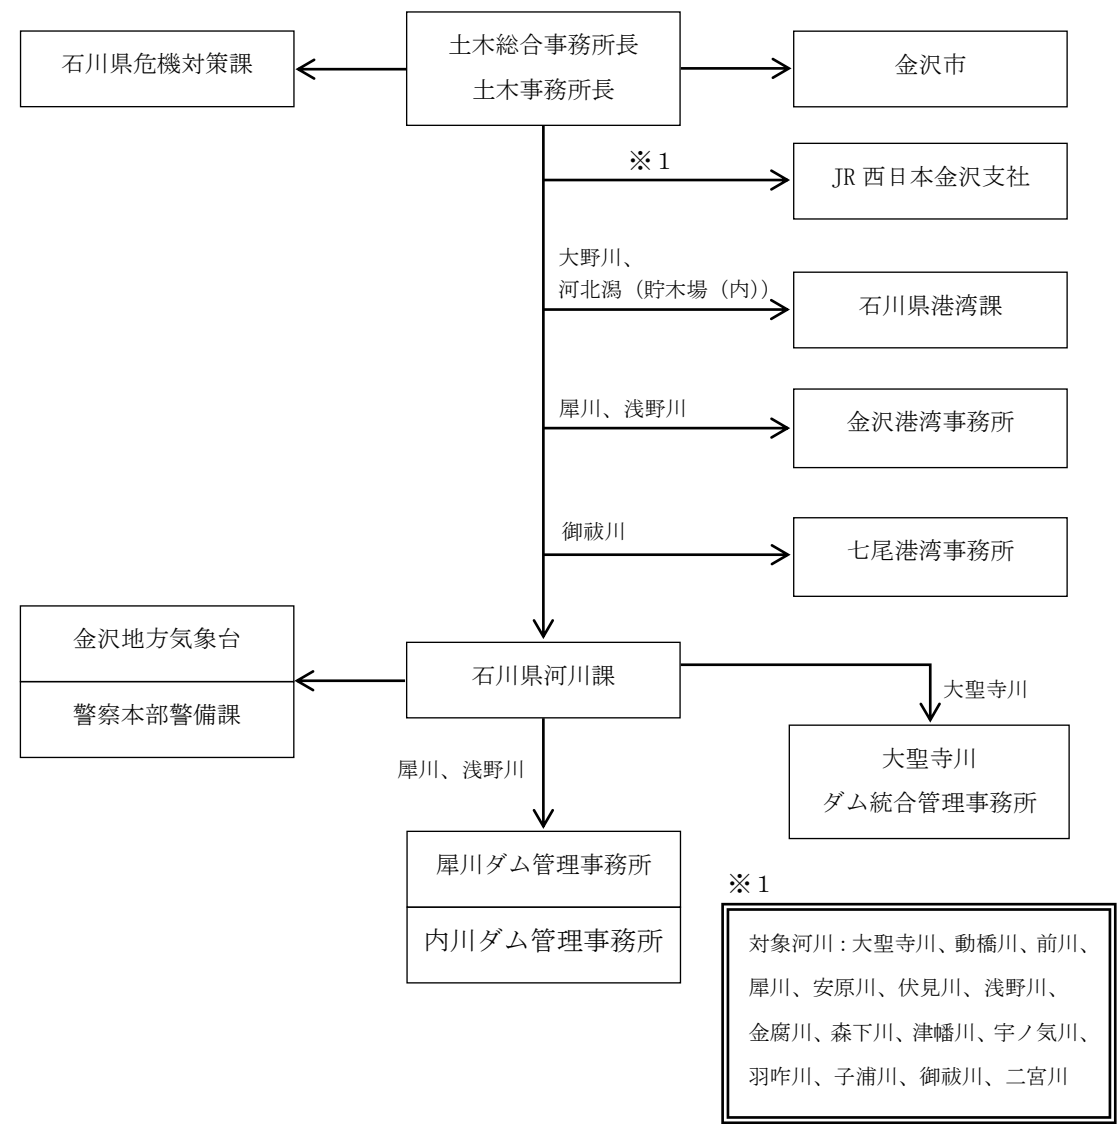 石川県危機対策課
土木総合事務所長
土木事務所長
金沢市
※1
JR 西日本金沢支社
大野川、
河北潟（貯木場（内））
石川県港湾課
犀川、浅野川
金沢港湾事務所
御祓川
七尾港湾事務所
金沢地方気象台
警察本部警備課
石川県河川課
大聖寺川
大聖寺川
ダム統合管理事務所
犀川、浅野川
犀川ダム管理事務所
内川ダム管理事務所
※1
対象河川：大聖寺川、動橋川、前川、
犀川、安原川、伏見川、浅野川、
金腐川、森下川、津幡川、宇ノ気川、
羽咋川、子浦川、御祓川、二宮川